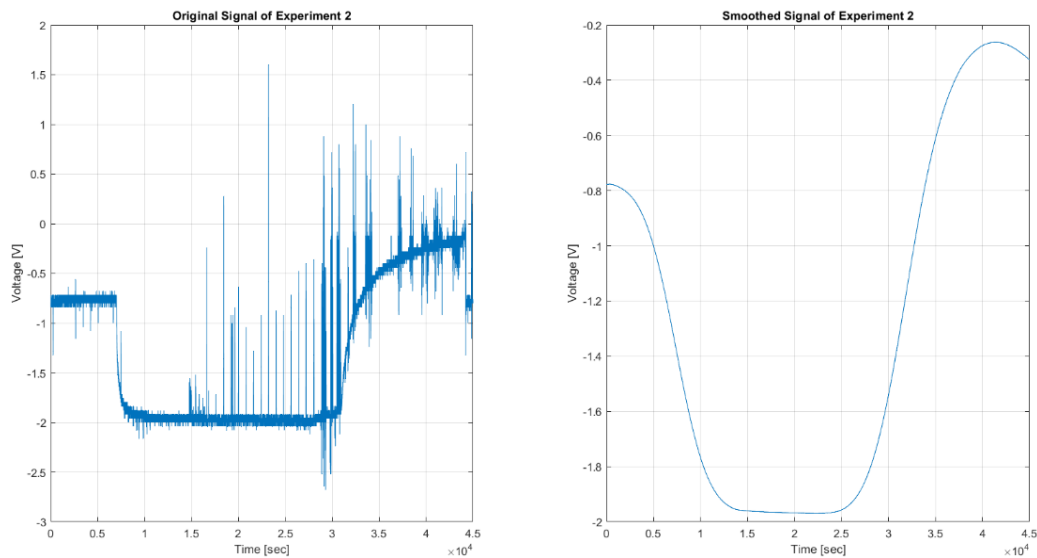 Original Signal of Experiment 2
2
1.5
1
0.5
0
-0.5
-1
-1.5
-2
-2.5
-3
Voltage [V]
0 0.5 1 1.5 2 2.5 3 3.5 4 4.5
Time [sec]
×10⁴
Smoothed Signal of Experiment 2
-0.2
-0.4
-0.6
-0.8
-1
-1.2
-1.4
-1.6
-1.8
-2
Voltage [V]
0 0.5 1 1.5 2 2.5 3 3.5 4 4.5
Time [sec]
×10⁴